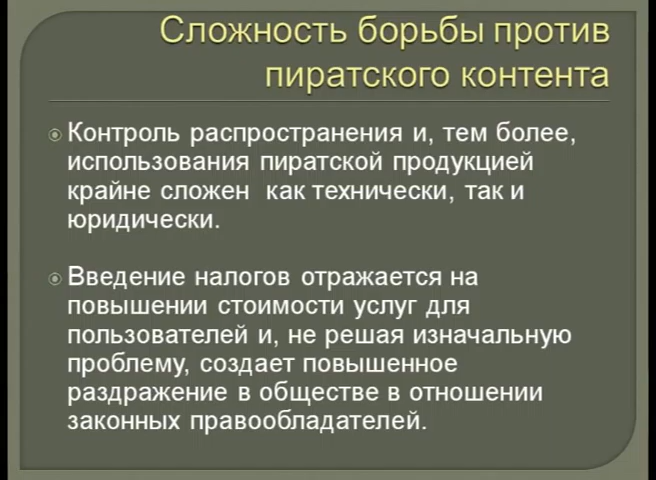 Сложность борьбы против
пиратского контента
Контроль распространения и, тем более,
использования пиратской продукцией
крайне сложен как технически, так и
юридически.
Введение налогов отражается на
повышении стоимости услуг для
пользователей и, не решая изначальную
проблему, создает повышенное
раздражение в обществе в отношении
законных правообладателей.